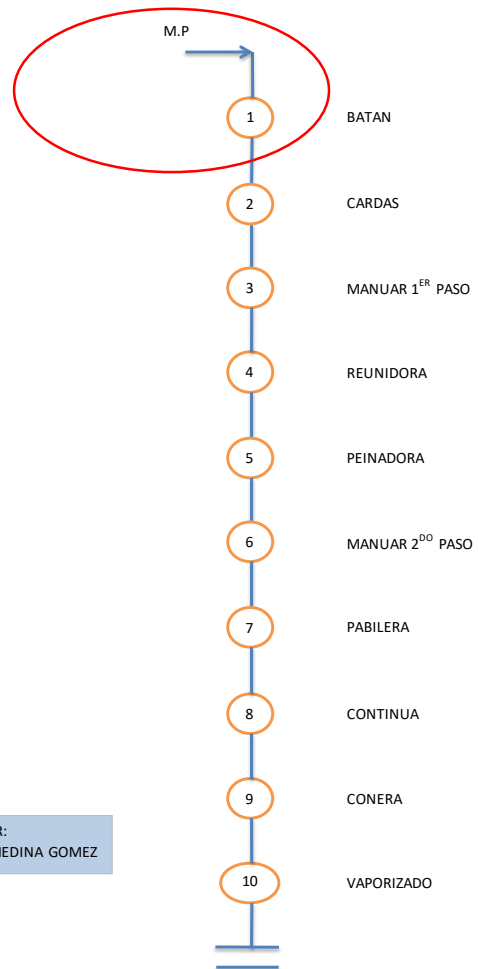 M.P
1 BATAN
2 CARDAS
3 MANUAR 1ER PASO
4 REUNIDORA
5 PEINADORA
6 MANUAR 2DO PASO
7 PABILERA
8 CONTINUA
9 CONERA
R:
MEDINA GOMEZ
10 VAPORIZADO